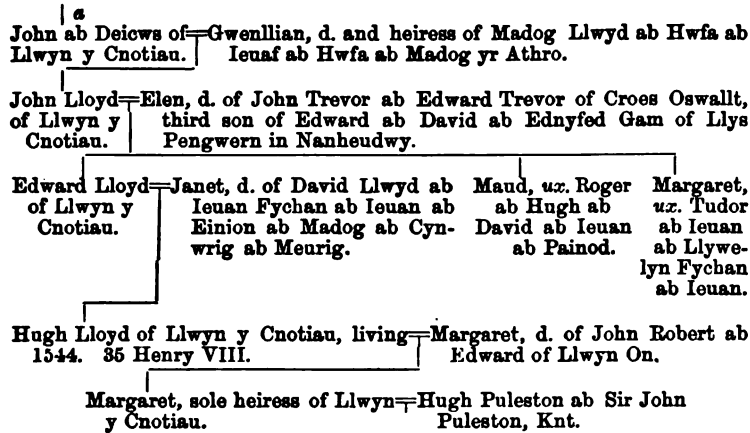 a
John ab Deicws of=Gwenllian, d. and heiress of Madog Llwyd ab Hwfa ab
Llwyn y Cnotiau. Ieuaf ab Hwfa ab Madog yr Athro.
John Lloyd=Elen, d. of John Trevor ab Edward Trevor of Croes Oswallt,
of Llwyn y third son of Edward ab David ab Ednyfed Gam of Llys
Cnotiau. Pengwern in Nanheudwy.
Edward Lloyd=Janet, d. of David Llwyd ab
of Llwyn y Ieuan Fychan ab Ieuan ab
Cnotiau. Einion ab Madog ab Cyn-
wrig ab Meurig.
Maud, ux. Roger
ab Hugh ab
David ab Ieuan
ab Painod.
Margaret,
ux. Tudor
ab Ieuan
ab Llywe-
lyn Fychan
ab Ieuan.
Hugh Lloyd of Llwyn y Cnotiau, living=Margaret, d. of John Robert ab
1544. 35 Henry VIII. Edward of Llwyn On.
Margaret, sole heiress of Llwyn=Hugh Puleston ab Sir John
y Cnotiau. Puleston, Knt.